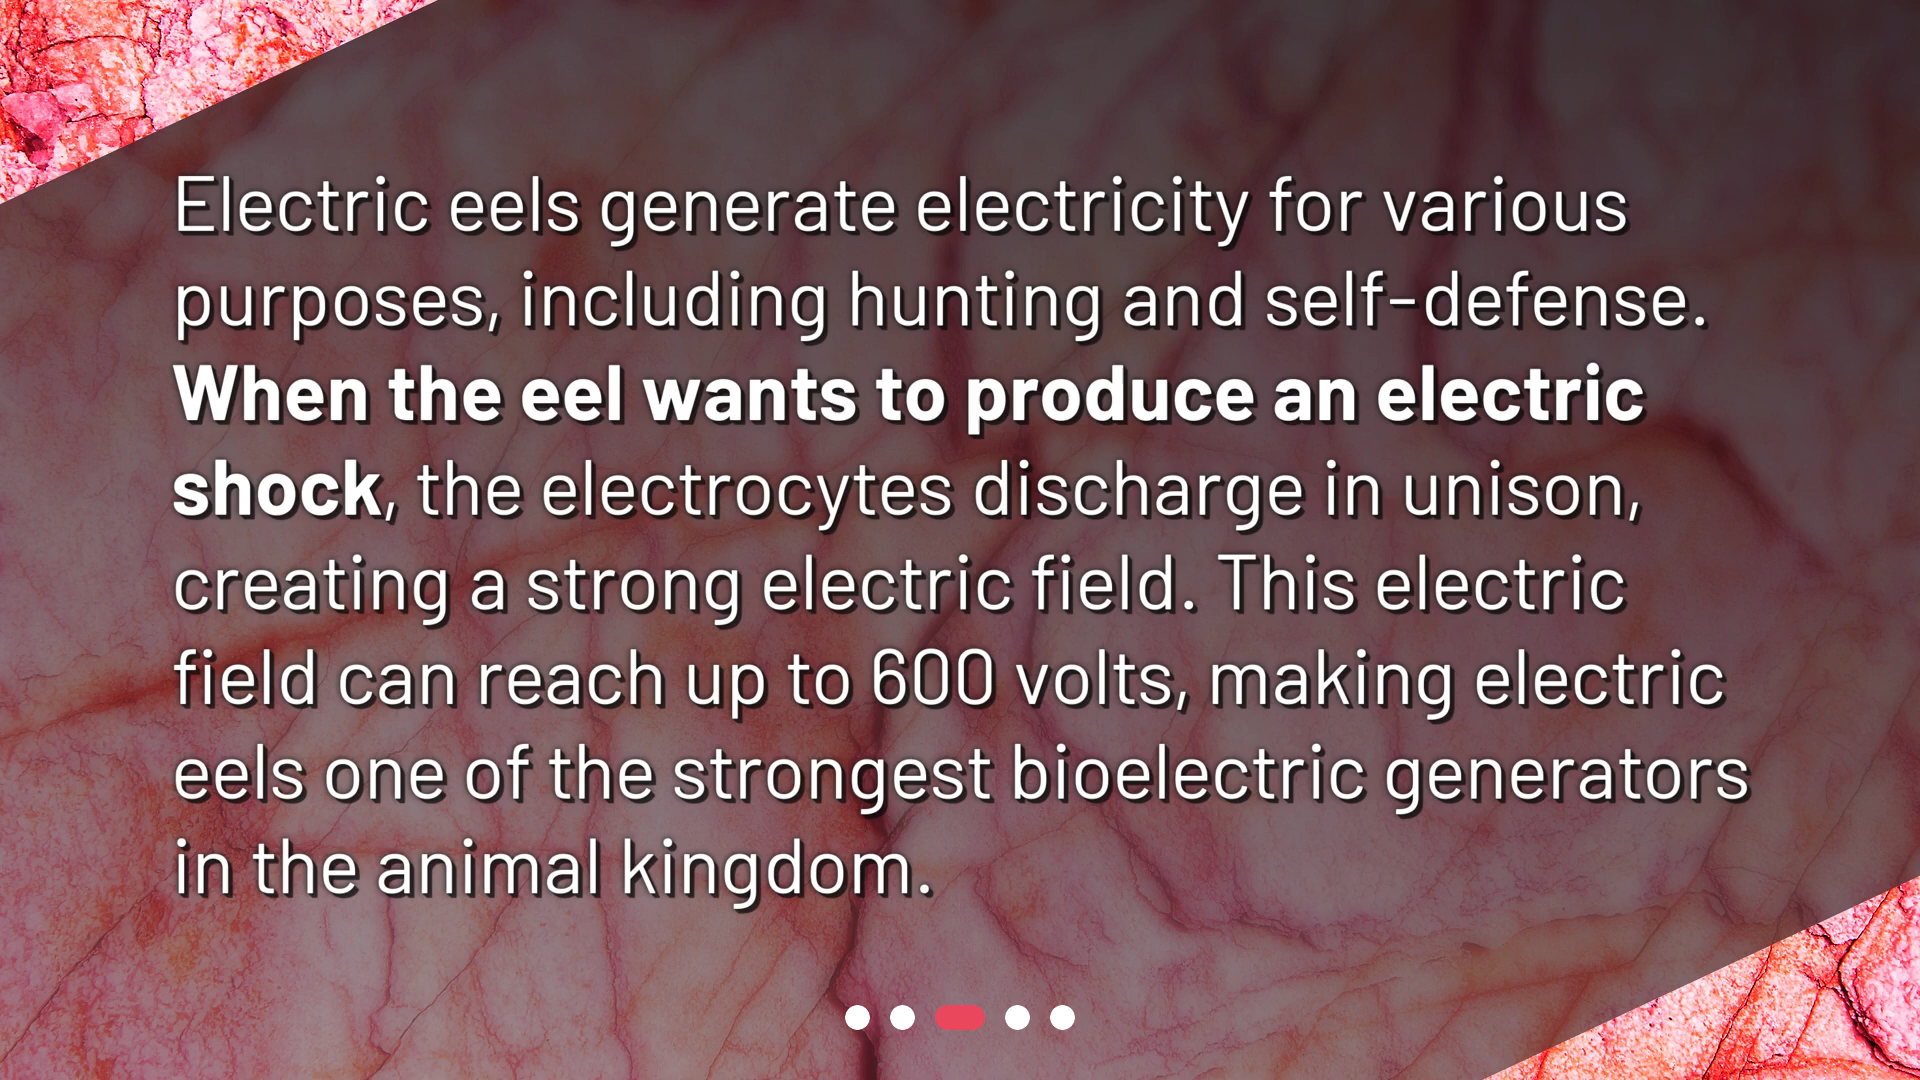 Electric eels generate electricity for various
purposes, including hunting and self-defense.
When the eel wants to produce an electric
shock, the electrocytes discharge in unison,
creating a strong electric field. This electric
field can reach up to 600 volts, making electric
eels one of the strongest bioelectric generators
in the animal kingdom.